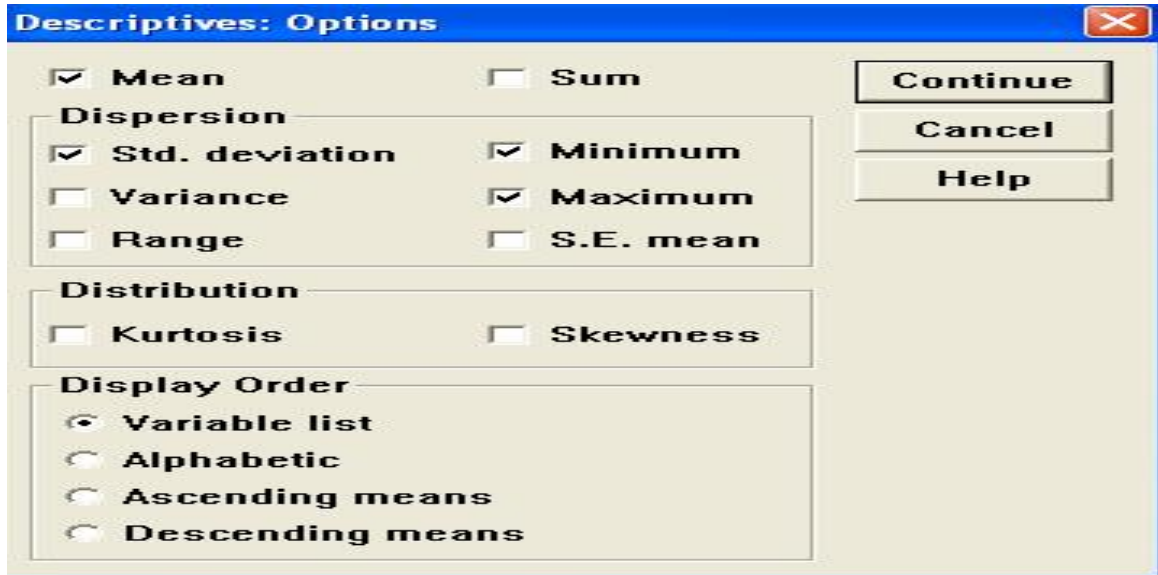 Descriptives: Options
Mean
Sum
Continue
Cancel
Help
Dispersion
Std. deviation
Minimum
Variance
Maximum
Range
S.E. mean
Distribution
Kurtosis
Skewness
Display Order
Variable list
Alphabetic
Ascending means
Descending means